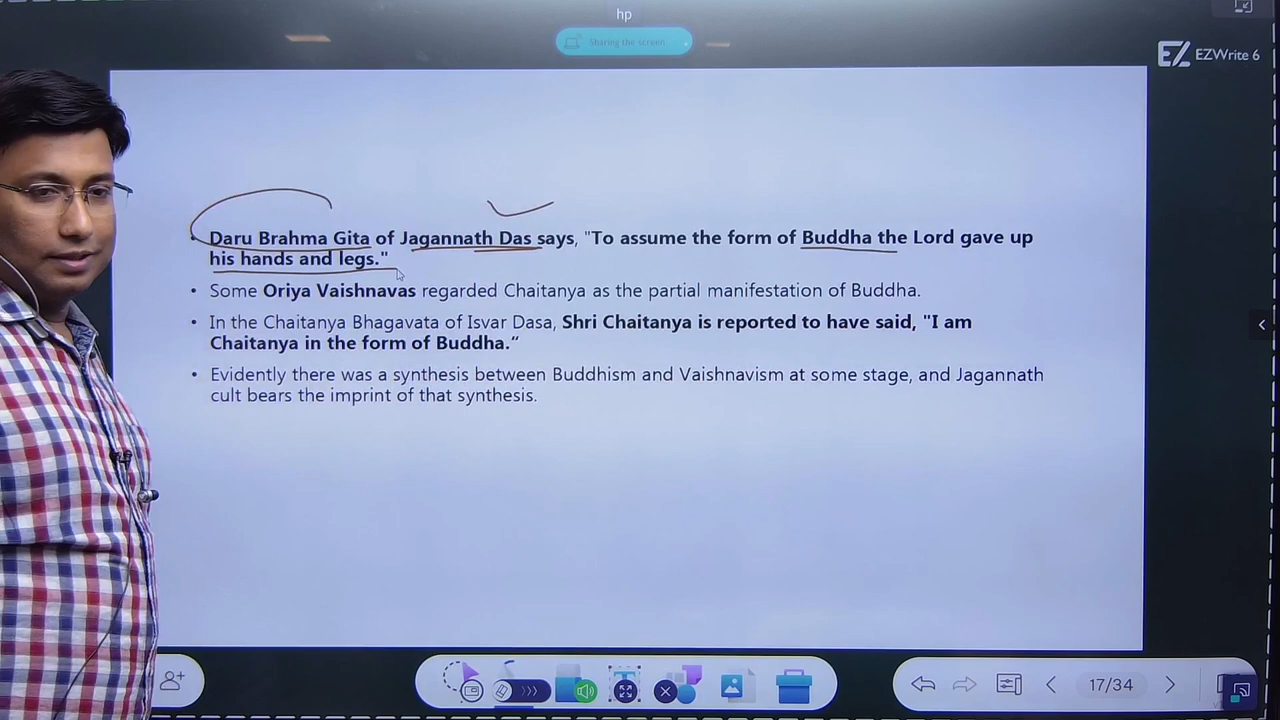 hp
Sharing the screen
EZ EZWrite 6
• Daru Brahma Gita of Jagannath Das says, "To assume the form of Buddha the Lord gave up
his hands and legs."
• Some Oriya Vaishnavas regarded Chaitanya as the partial manifestation of Buddha.
• In the Chaitanya Bhagavata of Isvar Dasa, Shri Chaitanya is reported to have said, "I am
Chaitanya in the form of Buddha.“
• Evidently there was a synthesis between Buddhism and Vaishnavism at some stage, and Jagannath
cult bears the imprint of that synthesis.
17/34